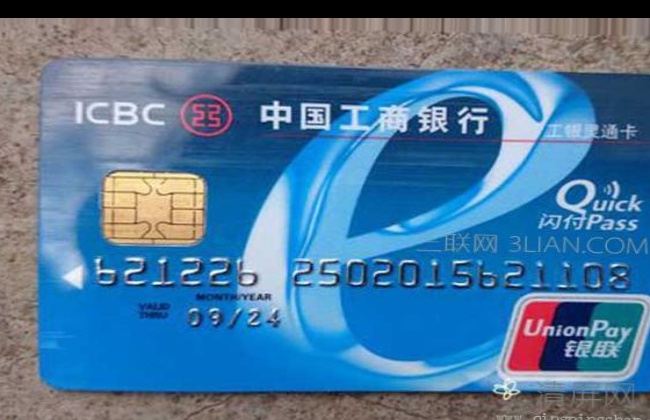 ICBC 中国工商银行
工银灵通卡
Quick
闪付Pass
三联网 3LIAN.COM
621226 2502015621108
MONTH/YEAR
VALID
THRU
09/24
UnionPay
银联
清屏网